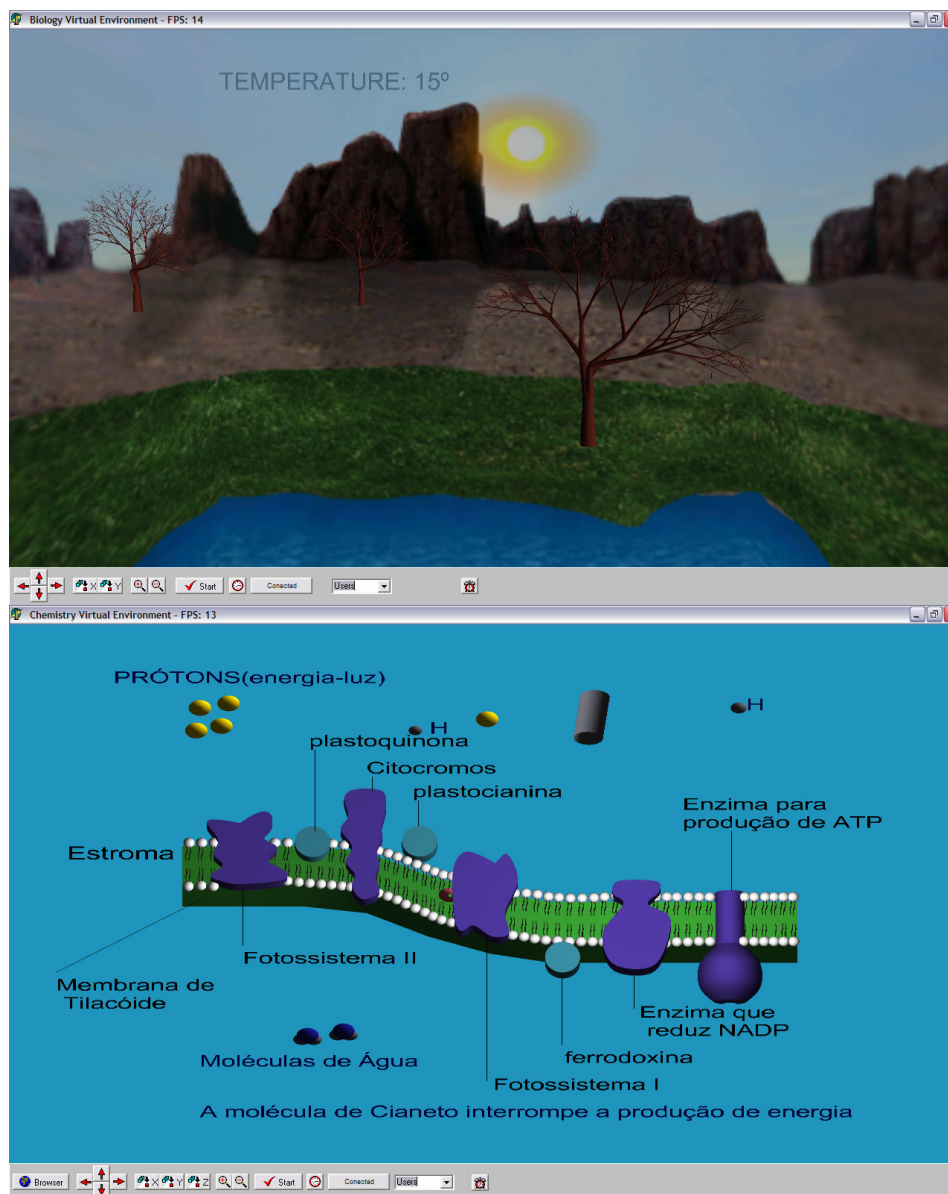 Biology Virtual Environment - FPS: 14
TEMPERATURE: 15º
X Y Start Conected Users
Chemistry Virtual Environment - FPS: 13
PRÓTONS(energia-luz)
H
H
plastoquinona
Citocromos
plastocianina
Enzima para
produção de ATP
Estroma
Fotossistema II
Membrana de
Tilacóide
Enzima que
reduz NADP
Moléculas de Água
ferrodoxina
Fotossistema I
A molécula de Cianeto interrompe a produção de energia
Browser X Y Z Start Conected Users